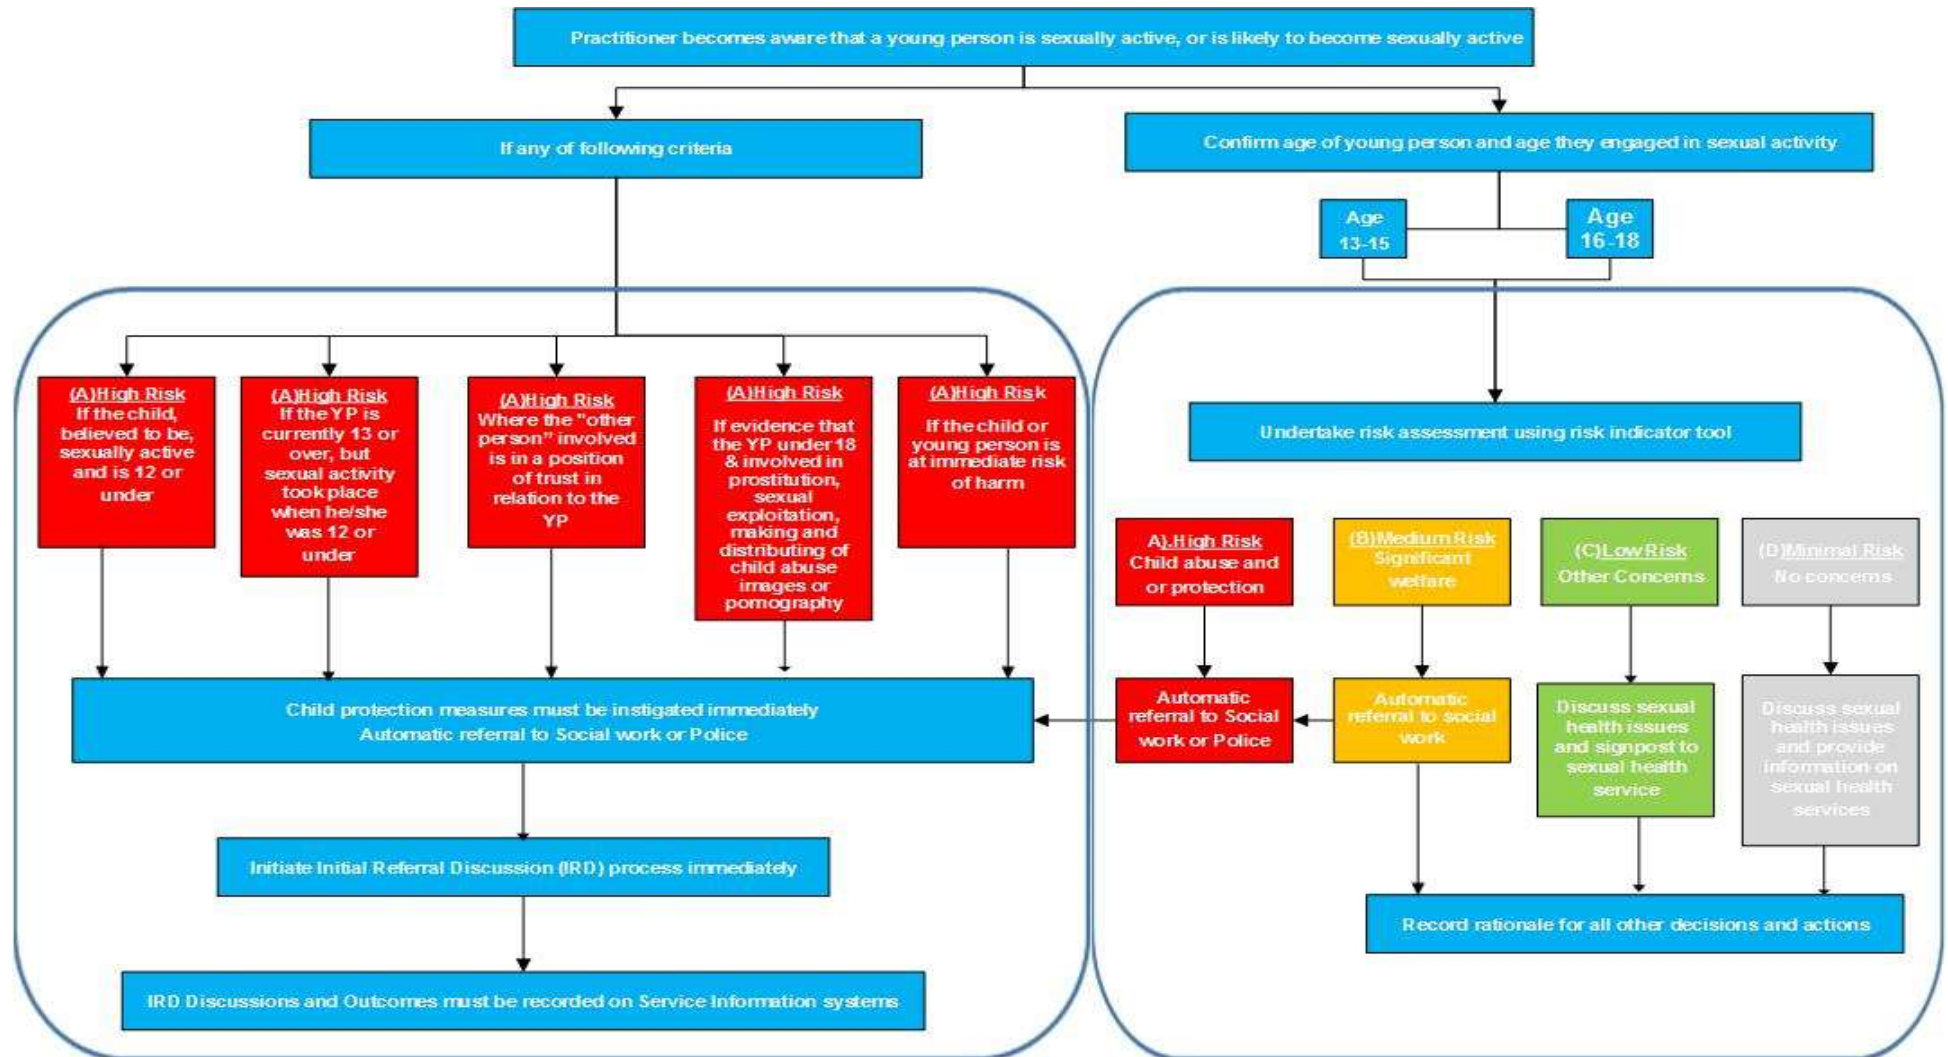 Practitioner becomes aware that a young person is sexually active, or is likely to become sexually active
If any of following criteria
Confirm age of young person and age they engaged in sexual activity
Age
13-15
Age
16-18
(A)High Risk
If the child,
believed to be,
sexually active
and is 12 or
under
(A)High Risk
If the YP is
currently 13 or
over, but
sexual activity
took place
when he/she
was 12 or
under
(A)High Risk
Where the "other
person" involved
is in a position
of trust in
relation to the
YP
(A)High Risk
If evidence that
the YP under 18
& involved in
prostitution,
sexual
exploitation,
making and
distributing of
child abuse
images or
pornography
(A)High Risk
If the child or
young person is
at immediate risk
of harm
Undertake risk assessment using risk indicator tool
A).High Risk
Child abuse and
or protection
(B)Medium Risk
Significant
welfare
(C)Low Risk
Other Concerns
(D)Minimal Risk
No concerns
Child protection measures must be instigated immediately
Automatic referral to Social work or Police
Automatic
referral to Social
work or Police
Automatic
referral to social
work
Discuss sexual
health issues
and signpost to
sexual health
service
Discuss sexual
health issues
and provide
information on
sexual health
services
Initiate Initial Referral Discussion (IRD) process immediately
Record rationale for all other decisions and actions
IRD Discussions and Outcomes must be recorded on Service Information systems